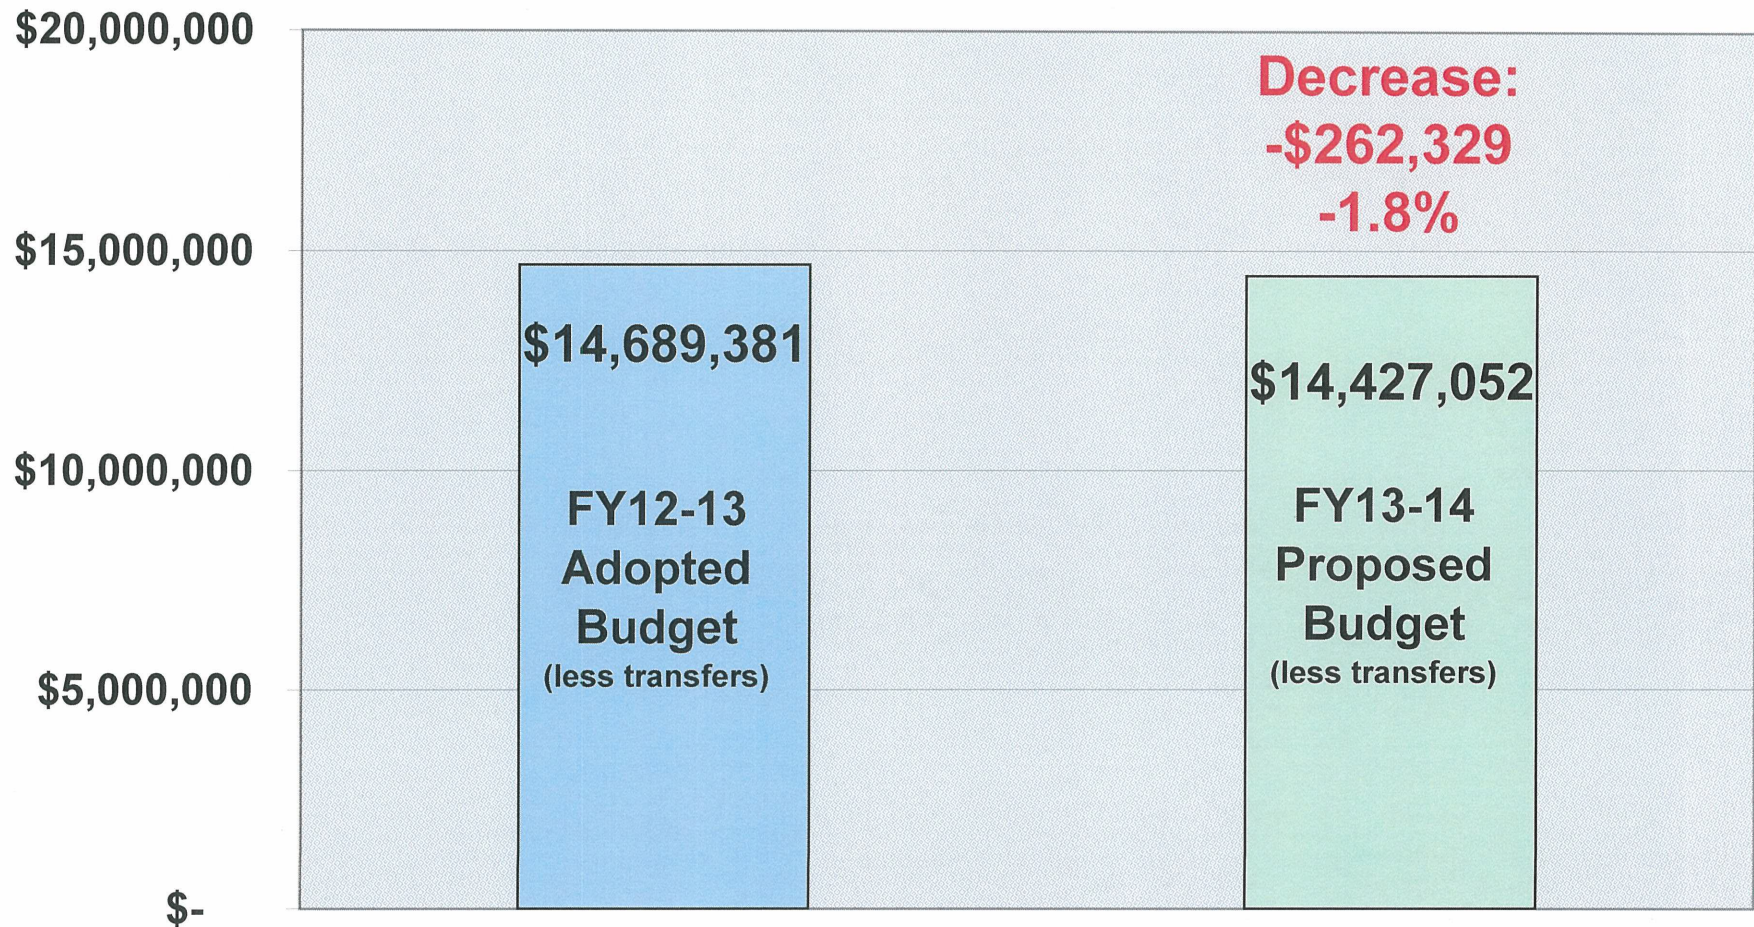 $20,000,000
$15,000,000
$10,000,000
$5,000,000
$-
$14,689,381
FY12-13
Adopted
Budget
(less transfers)
Decrease:
-$262,329
-1.8%
$14,427,052
FY13-14
Proposed
Budget
(less transfers)